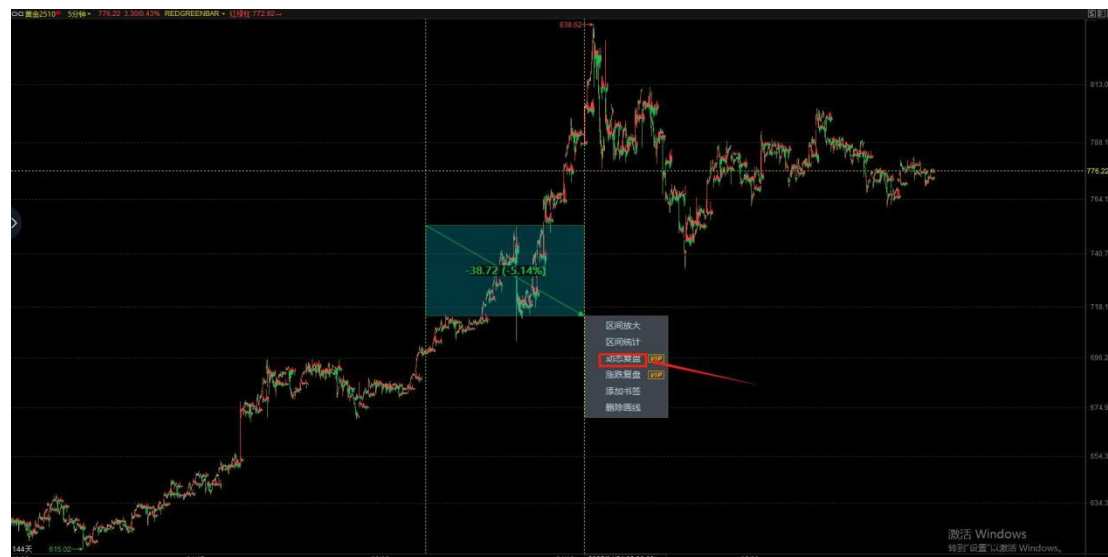 黄金2510 5分钟 776.22 3.30/0.43% REDGREENBAR 红绿柱 772.92
838.62
813.0
788.1
776.22
764.1
740.7
-38.72 (-5.14%)
718.1
区间放大
区间统计
动态复盘 VIP
涨跌复盘 VIP
添加书签
删除画线
696.2
674.9
654.3
634.3
激活 Windows
转到“设置”以激活 Windows。
144天 615.02